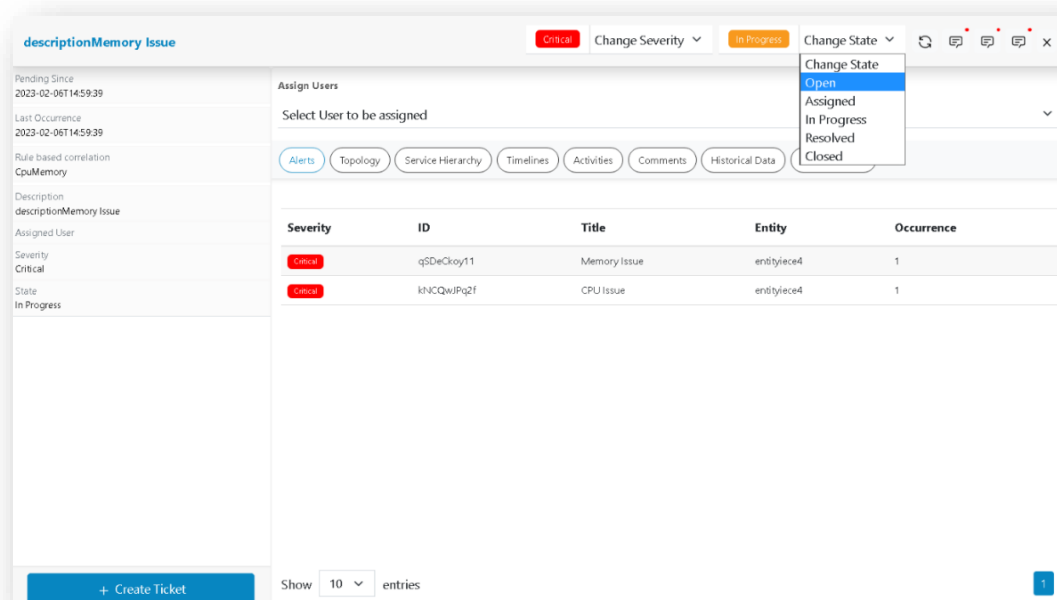 descriptionMemory Issue
Critical
Change Severity
In Progress
Change State
Change State
Open
Assigned
In Progress
Resolved
Closed
Pending Since
2023-02-06T14:59:39
Last Occurrence
2023-02-06T14:59:39
Rule based correlation
CpuMemory
Description
descriptionMemory Issue
Assigned User
Severity
Critical
State
In Progress
+ Create Ticket
Assign Users
Select User to be assigned
Alerts
Topology
Service Hierarchy
Timelines
Activities
Comments
Historical Data
Severity ID Title Entity Occurrence
Critical qSDeCkoy11 Memory Issue entityiece4 1
Critical kNCQwJPq2f CPU Issue entityiece4 1
Show 10 entries
1